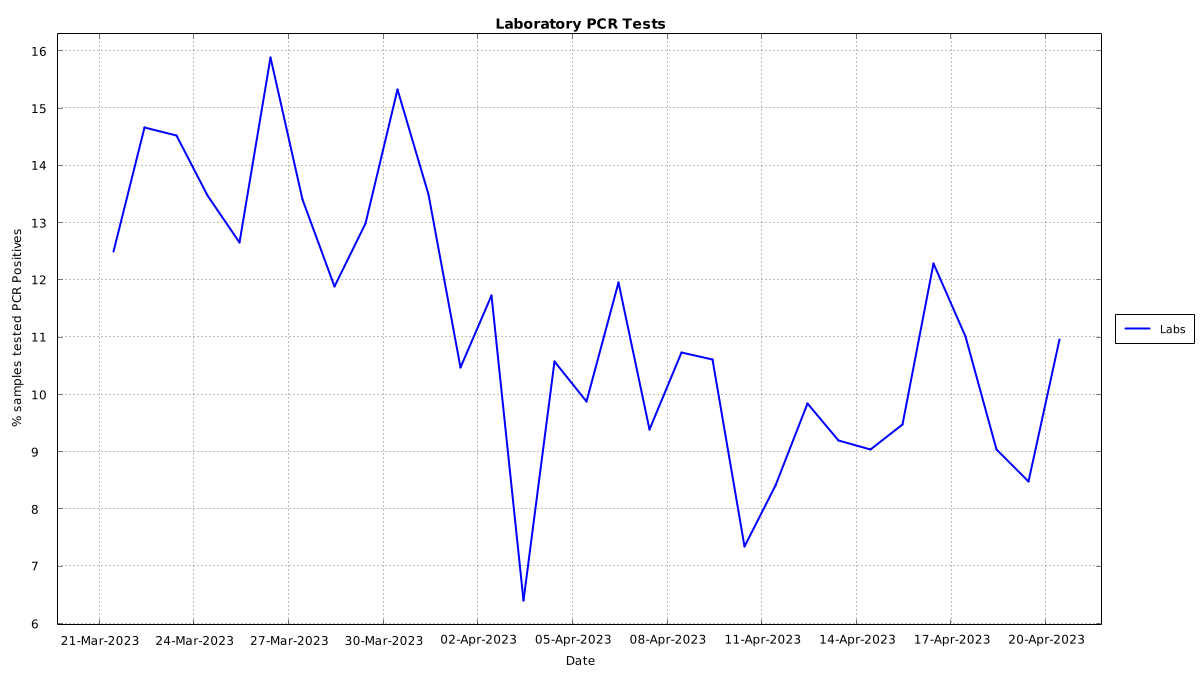 Laboratory PCR Tests
16
15
14
13
12
11
10
9
8
7
6
% samples tested PCR Positives
21-Mar-2023 24-Mar-2023 27-Mar-2023 30-Mar-2023 02-Apr-2023 05-Apr-2023 08-Apr-2023 11-Apr-2023 14-Apr-2023 17-Apr-2023 20-Apr-2023
Date
Labs